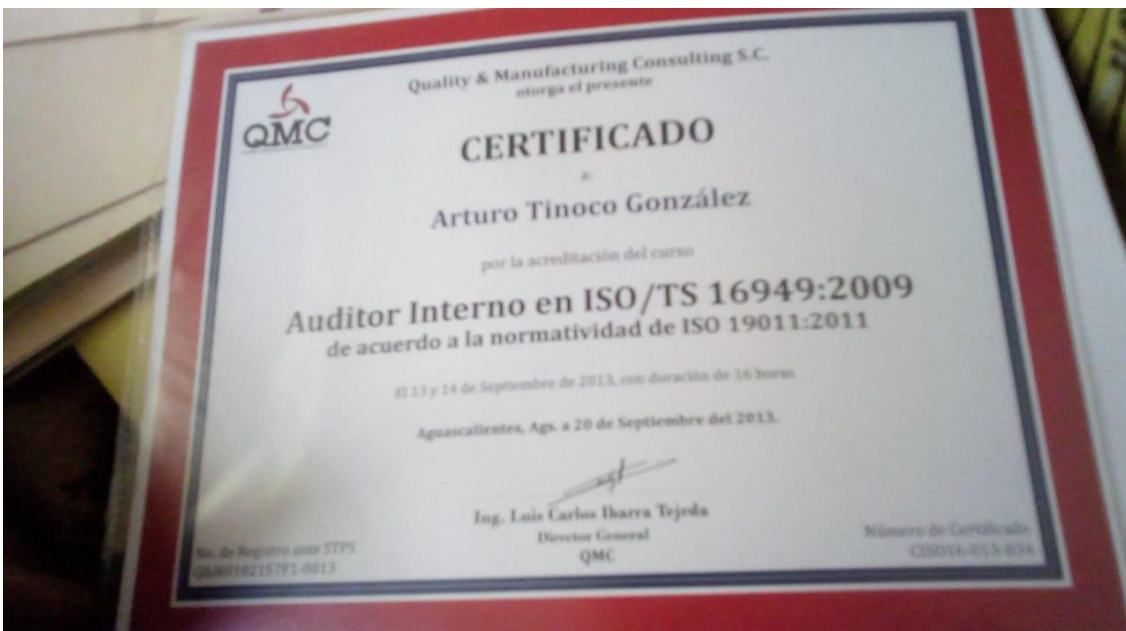 Quality & Manufacturing Consulting S.C.
otorga el presente
QMC
CERTIFICADO
a:
Arturo Tinoco González
por la acreditación del curso
Auditor Interno en ISO/TS 16949:2009
de acuerdo a la normatividad de ISO 19011:2011
El 13 y 14 de Septiembre de 2013, con duración de 16 horas
Aguascalientes, Ags. a 20 de Septiembre del 2013.
Ing. Luis Carlos Ibarra Tejeda
Director General
QMC
No. de Registro ante STPS
Número de Certificado